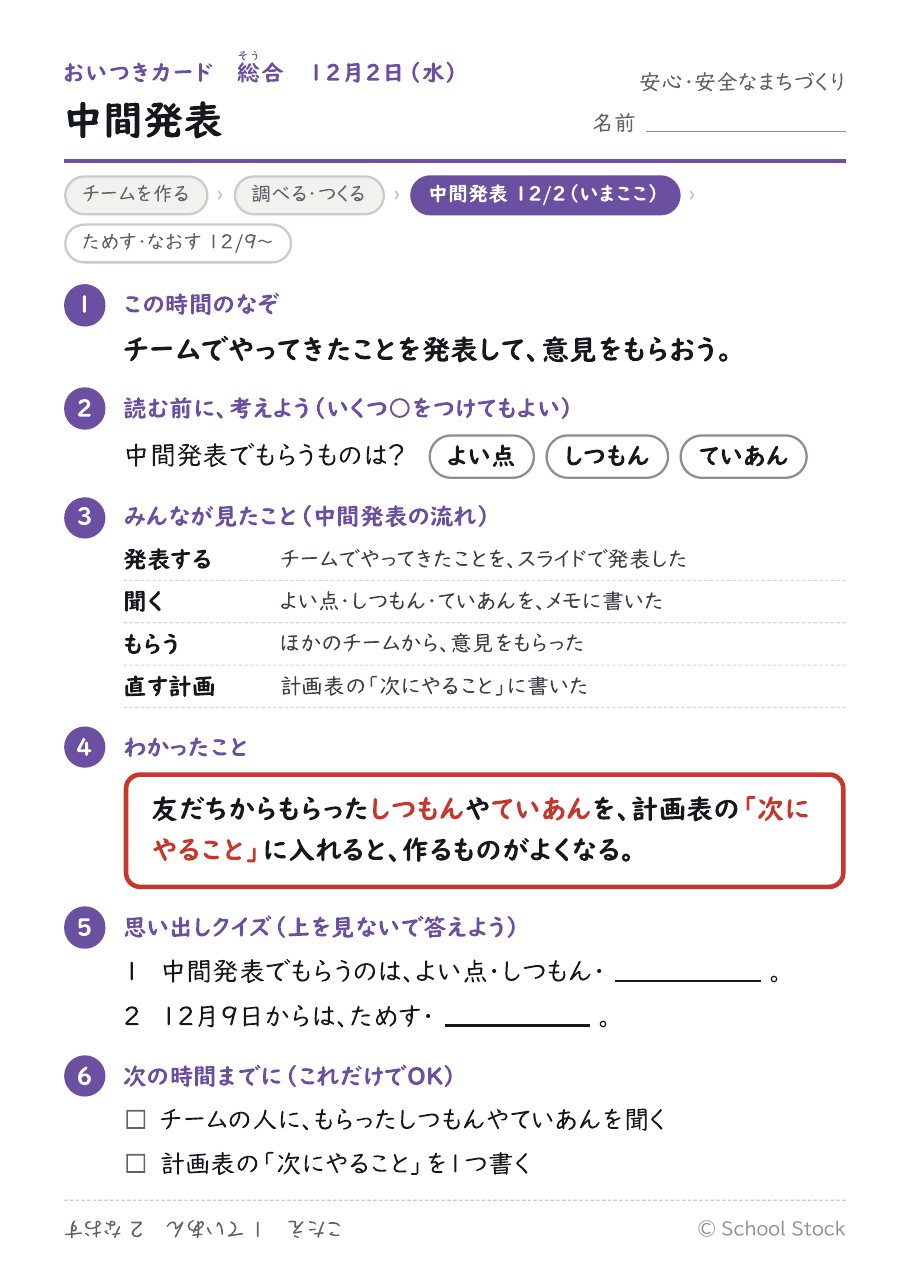 おいつきカード 総合 12月2日（水）
そう
安心・安全なまちづくり
中間発表
名前
チームを作る › 調べる・つくる › 中間発表 12/2（いまここ） ›
ためす・なおす 12/9〜
1 この時間のなぞ
チームでやってきたことを発表して、意見をもらおう。
2 読む前に、考えよう（いくつ○をつけてもよい）
中間発表でもらうものは？ よい点 しつもん ていあん
3 みんなが見たこと（中間発表の流れ）
発表する チームでやってきたことを、スライドで発表した
聞く よい点・しつもん・ていあんを、メモに書いた
もらう ほかのチームから、意見をもらった
直す計画 計画表の「次にやること」に書いた
4 わかったこと
友だちからもらったしつもんやていあんを、計画表の「次に
やること」に入れると、作るものがよくなる。
5 思い出しクイズ（上を見ないで答えよう）
1 中間発表でもらうのは、よい点・しつもん・ 。
2 12月9日からは、ためす・ 。
6 次の時間までに（これだけでOK）
□ チームの人に、もらったしつもんやていあんを聞く
□ 計画表の「次にやること」を1つ書く
こたえ 1 ていあん 2 なおす
© School Stock